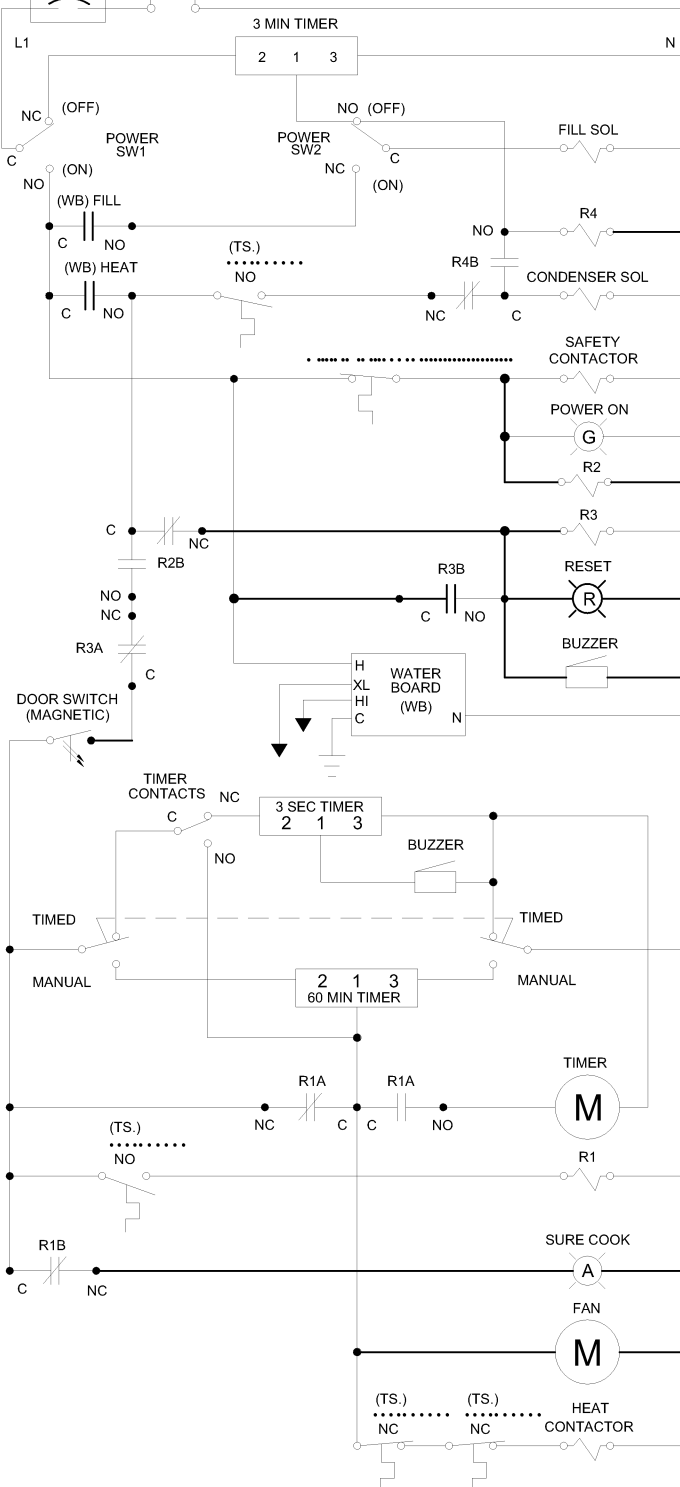 3 MIN TIMER
L1
2 1 3
N
NC
(OFF)
NO
(OFF)
POWER
SW1
POWER
SW2
FILL SOL
C
C
(ON)
NO
NC
(ON)
(WB) FILL
C
NO
NO
R4
(TS.)
NO
R4B
(WB) HEAT
CONDENSER SOL
C
NO
NC
C
SAFETY
CONTACTOR
POWER ON
G
R2
R3
C
NC
R2B
R3B
RESET
R
NO
NC
C
NO
R3A
BUZZER
C
H
XL
HI
C
WATER
BOARD
(WB)
N
DOOR SWITCH
(MAGNETIC)
TIMER
CONTACTS
NC
C
3 SEC TIMER
2 1 3
BUZZER
NO
TIMED
TIMED
MANUAL
2 1 3
60 MIN TIMER
MANUAL
TIMER
R1A
R1A
M
NC
C
C
NO
(TS.)
NO
R1
R1B
SURE COOK
A
C
NC
FAN
M
(TS.)
(TS.)
HEAT
CONTACTOR
NC
NC